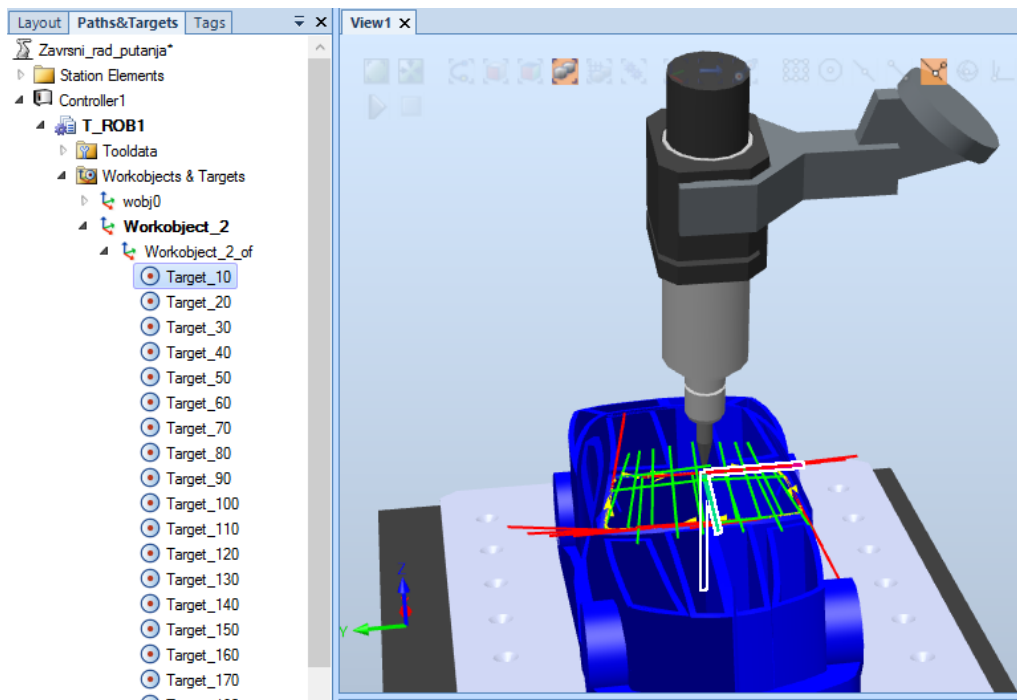 Layout Paths&Targets Tags
View1
Zavrsni_rad_putanja*
Station Elements
Controller1
T_ROB1
Tooldata
Workobjects & Targets
wobj0
Workobject_2
Workobject_2_of
Target_10
Target_20
Target_30
Target_40
Target_50
Target_60
Target_70
Target_80
Target_90
Target_100
Target_110
Target_120
Target_130
Target_140
Target_150
Target_160
Target_170
Z
Y